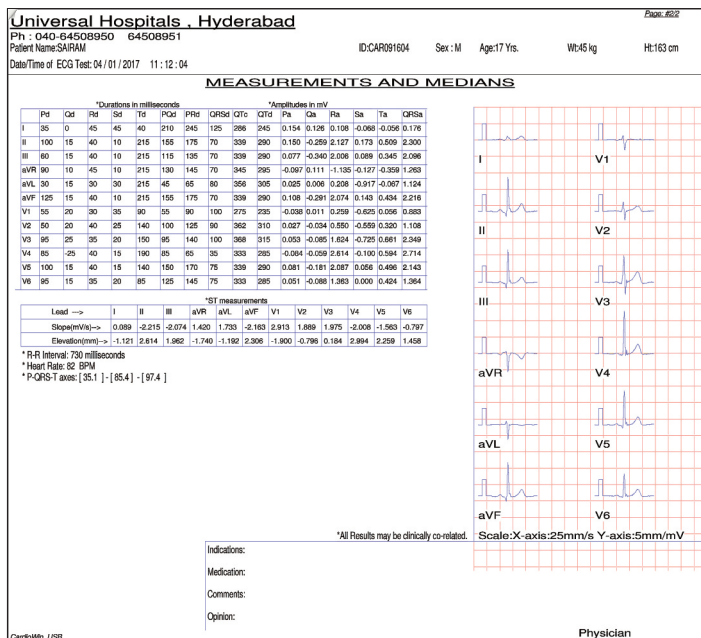 Page: #2/2
Universal Hospitals , Hyderabad
Ph : 040-64508950 64508951
Patient Name:SAIRAM ID:CAR091604 Sex : M Age:17 Yrs. Wt:45 kg Ht:163 cm
Date/Time of ECG Test: 04 / 01 / 2017 11 : 12 : 04
MEASUREMENTS AND MEDIANS
*Durations in milliseconds *Amplitudes in mV
Pd Qd Rd Sd Td PQd PRd QRSd QTc QTd Pa Qa Ra Sa Ta QRSa
I 35 0 45 45 40 210 245 125 286 245 0.154 0.126 0.108 -0.068 -0.056 0.176
II 100 15 40 10 215 155 175 70 339 290 0.150 -0.259 2.127 0.173 0.509 2.300
III 60 15 40 10 215 115 135 70 339 290 0.077 -0.340 2.006 0.089 0.345 2.096
aVR 90 10 45 10 215 130 145 70 345 295 -0.097 0.111 -1.135 -0.127 -0.359 1.263
aVL 30 15 30 30 215 45 65 80 356 305 0.025 0.006 0.208 -0.917 -0.067 1.124
aVF 125 15 40 10 215 155 175 70 339 290 0.108 -0.291 2.074 0.143 0.434 2.216
V1 55 20 30 35 90 55 90 100 275 235 -0.038 0.011 0.259 -0.625 0.056 0.883
V2 50 20 40 25 140 100 125 90 362 310 0.027 -0.034 0.550 -0.559 0.320 1.108
V3 95 25 35 20 150 95 140 100 368 315 0.053 -0.085 1.624 -0.725 0.661 2.349
V4 85 -25 40 15 190 85 65 35 333 285 -0.084 -0.059 2.614 -0.100 0.594 2.714
V5 100 15 40 15 140 150 170 75 339 290 0.081 -0.181 2.087 0.056 0.496 2.143
V6 95 15 35 20 85 125 145 75 333 285 0.051 -0.088 1.363 0.000 0.424 1.364
*ST measurements
Lead ---> I II III aVR aVL aVF V1 V2 V3 V4 V5 V6
Slope(mV/s)--> 0.089 -2.215 -2.074 1.420 1.733 -2.163 2.913 1.889 1.975 -2.008 -1.563 -0.797
Elevation(mm)--> -1.121 2.614 1.962 -1.740 -1.192 2.306 -1.900 -0.796 0.184 2.994 2.259 1.458
* R-R Interval: 730 milliseconds
* Heart Rate: 82 BPM
* P-QRS-T axes: [ 35.1 ] - [ 85.4 ] - [ 97.4 ]
I V1
II V2
III V3
aVR V4
aVL V5
aVF V6
*All Results may be clinically co-related. Scale:X-axis:25mm/s Y-axis:5mm/mV
Indications:
Medication:
Comments:
Opinion:
Physician
CardioWin USB